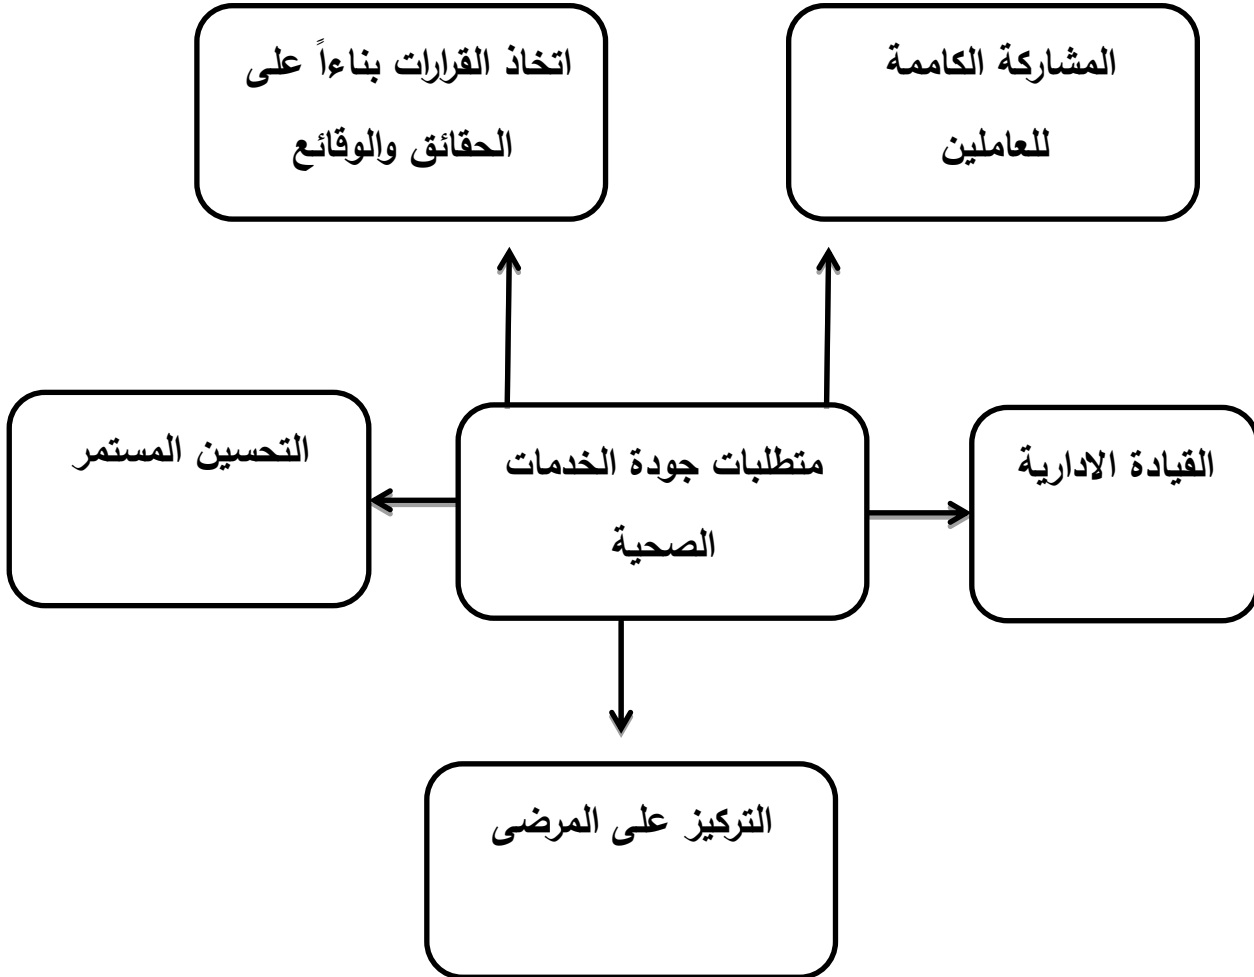 المشاركة الكاممة
للعاملين
اتخاذ القرارات بناءاً على
الحقائق والوقائع
القيادة الادارية
متطلبات جودة الخدمات
الصحية
التحسين المستمر
التركيز على المرضى